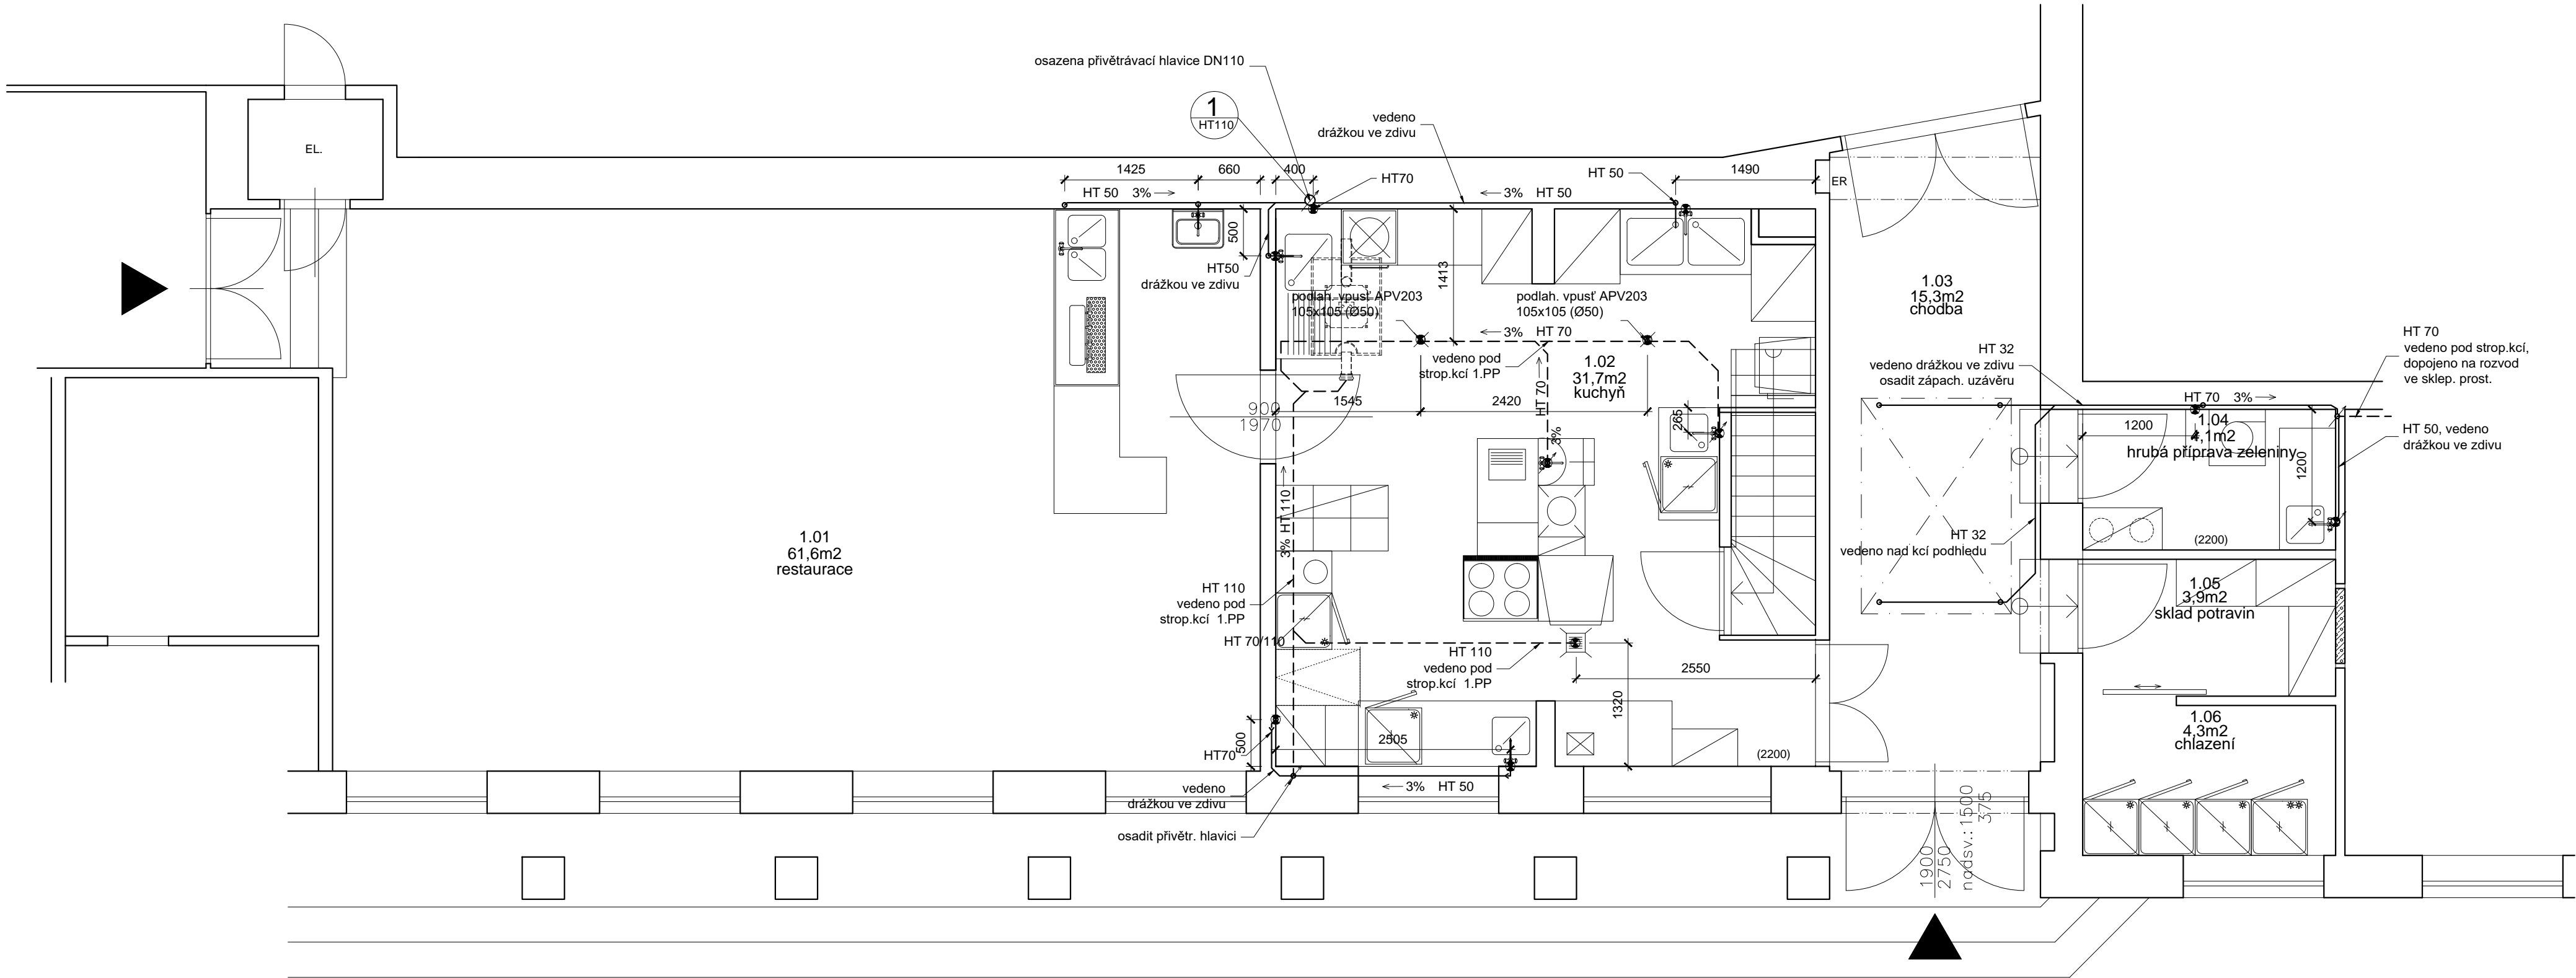 osazena přivětrávací hlavice DN110
1
HT110
vedeno
drážkou ve zdivu
EL.
1425
660
400
HT 50 3%
HT70
3% HT 50
HT 50
1490
ER
500
HT50
drážkou ve zdivu
1413
podlah. vpusť APV203
105x105 (Ø50)
podlah. vpusť APV203
105x105 (Ø50)
3% HT 70
vedeno pod
strop.kcí 1.PP
HT 70
3%
1.02
31,7m2
kuchyň
1545
2420
265
900
1970
1.03
15,3m2
chodba
HT 32
vedeno drážkou ve zdivu
osadit zápach. uzávěru
HT 70
vedeno pod strop.kcí,
dopojeno na rozvod
ve sklep. prost.
HT 70 3%
1.04
4,1m2
hrubá příprava zeleniny
1200
1200
HT 50, vedeno
drážkou ve zdivu
(2200)
HT 32
vedeno nad kcí podhledu
1.01
61,6m2
restaurace
3% HT 110
HT 110
vedeno pod
strop.kcí 1.PP
HT 70/110
HT 110
vedeno pod
strop.kcí 1.PP
2550
1320
1.05
3,9m2
sklad potravin
1.06
4,3m2
chlazení
500
HT70
2505
(2200)
vedeno
drážkou ve zdivu
3% HT 50
osadit přivětr. hlavici
1900
2750
nadsv.: 1500
375